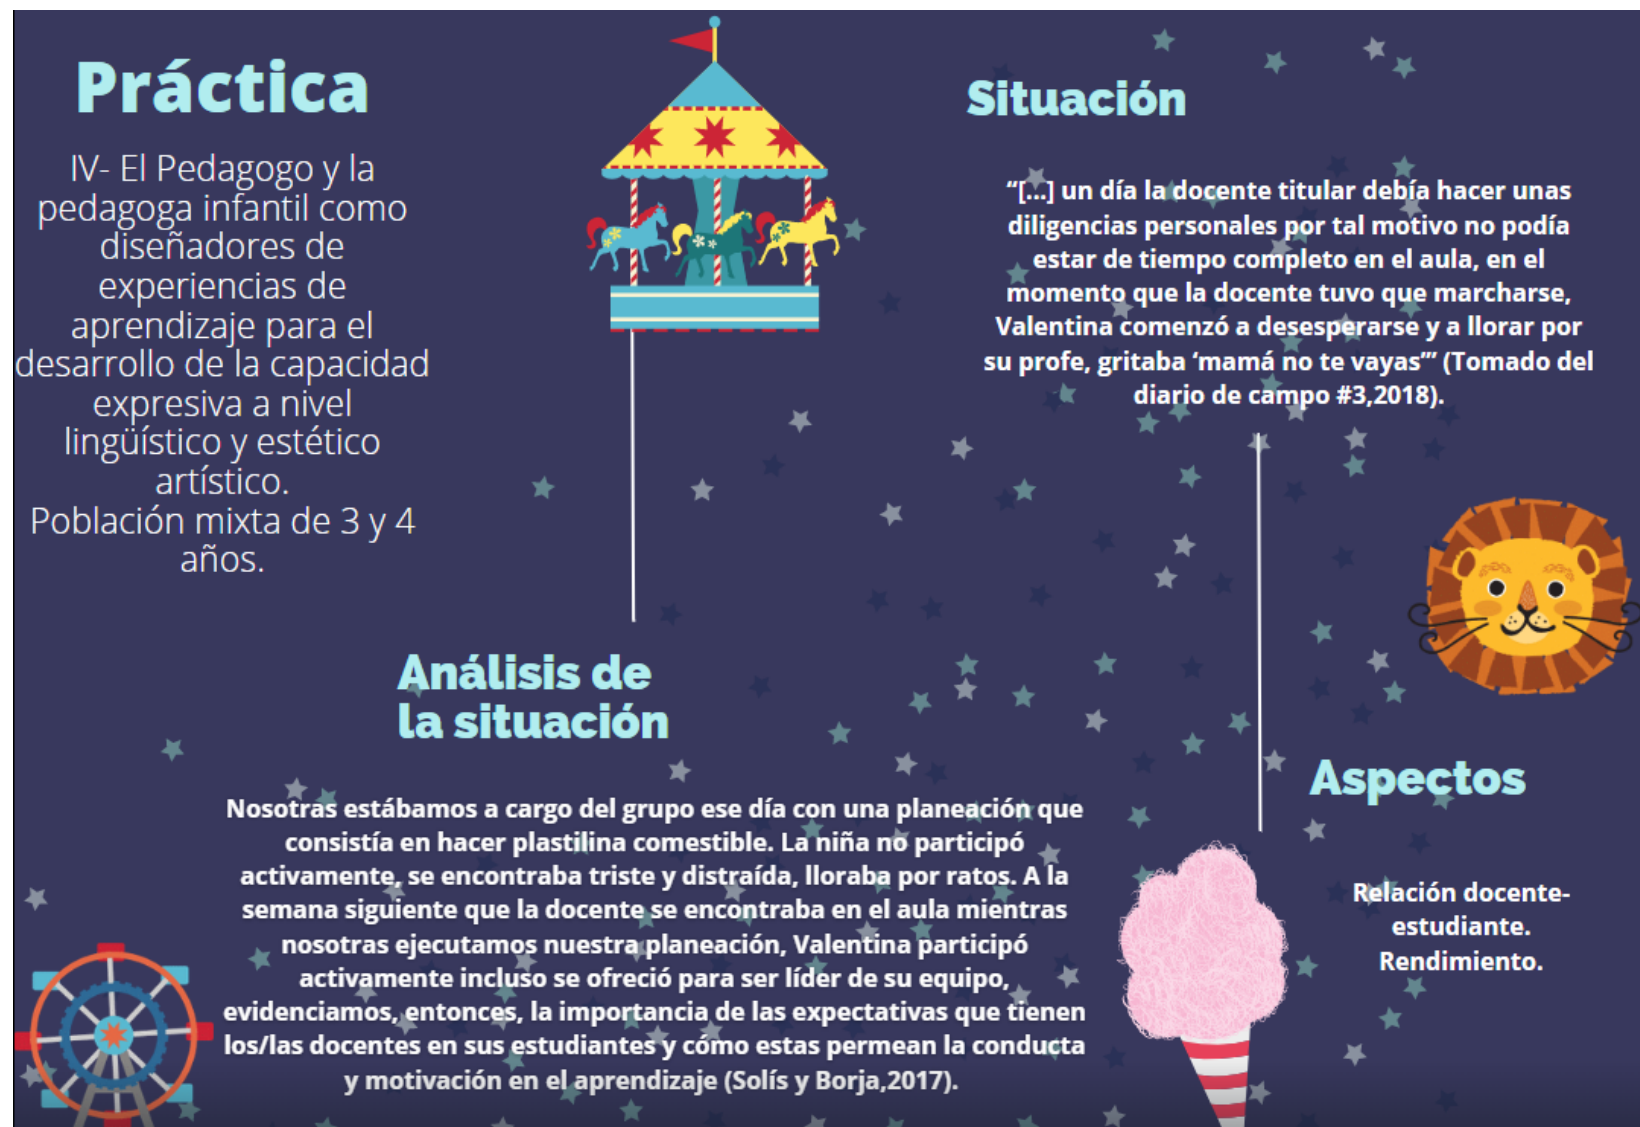 Práctica
IV- El Pedagogo y la
pedagoga infantil como
diseñadores de
experiencias de
aprendizaje para el
desarrollo de la capacidad
expresiva a nivel
lingüístico y estético
artístico.
Población mixta de 3 y 4
años.
Situación
“[...] un día la docente titular debía hacer unas
diligencias personales por tal motivo no podía
estar de tiempo completo en el aula, en el
momento que la docente tuvo que marcharse,
Valentina comenzó a desesperarse y a llorar por
su profe, gritaba ‘mamá no te vayas’” (Tomado del
diario de campo #3,2018).
Análisis de
la situación
Nosotras estábamos a cargo del grupo ese día con una planeación que
consistía en hacer plastilina comestible. La niña no participó
activamente, se encontraba triste y distraída, lloraba por ratos. A la
semana siguiente que la docente se encontraba en el aula mientras
nosotras ejecutamos nuestra planeación, Valentina participó
activamente incluso se ofreció para ser líder de su equipo,
evidenciamos, entonces, la importancia de las expectativas que tienen
los/las docentes en sus estudiantes y cómo estas permean la conducta
y motivación en el aprendizaje (Solís y Borja,2017).
Aspectos
Relación docente-
estudiante.
Rendimiento.